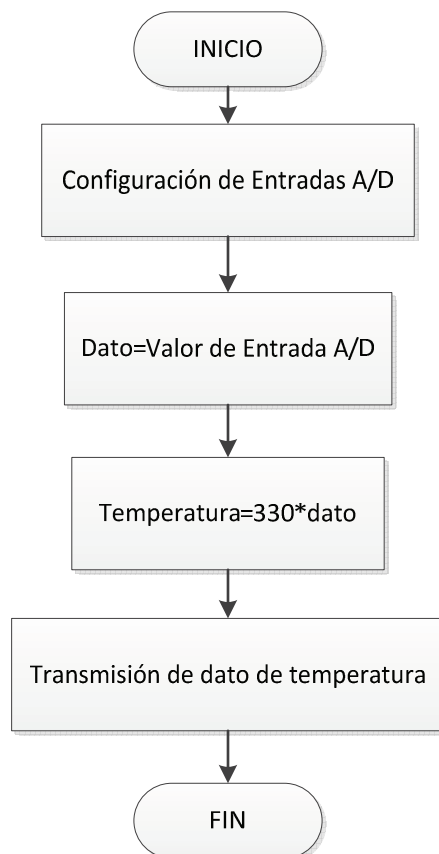 INICIO
Configuración de Entradas A/D
Dato=Valor de Entrada A/D
Temperatura=330*dato
Transmisión de dato de temperatura
FIN